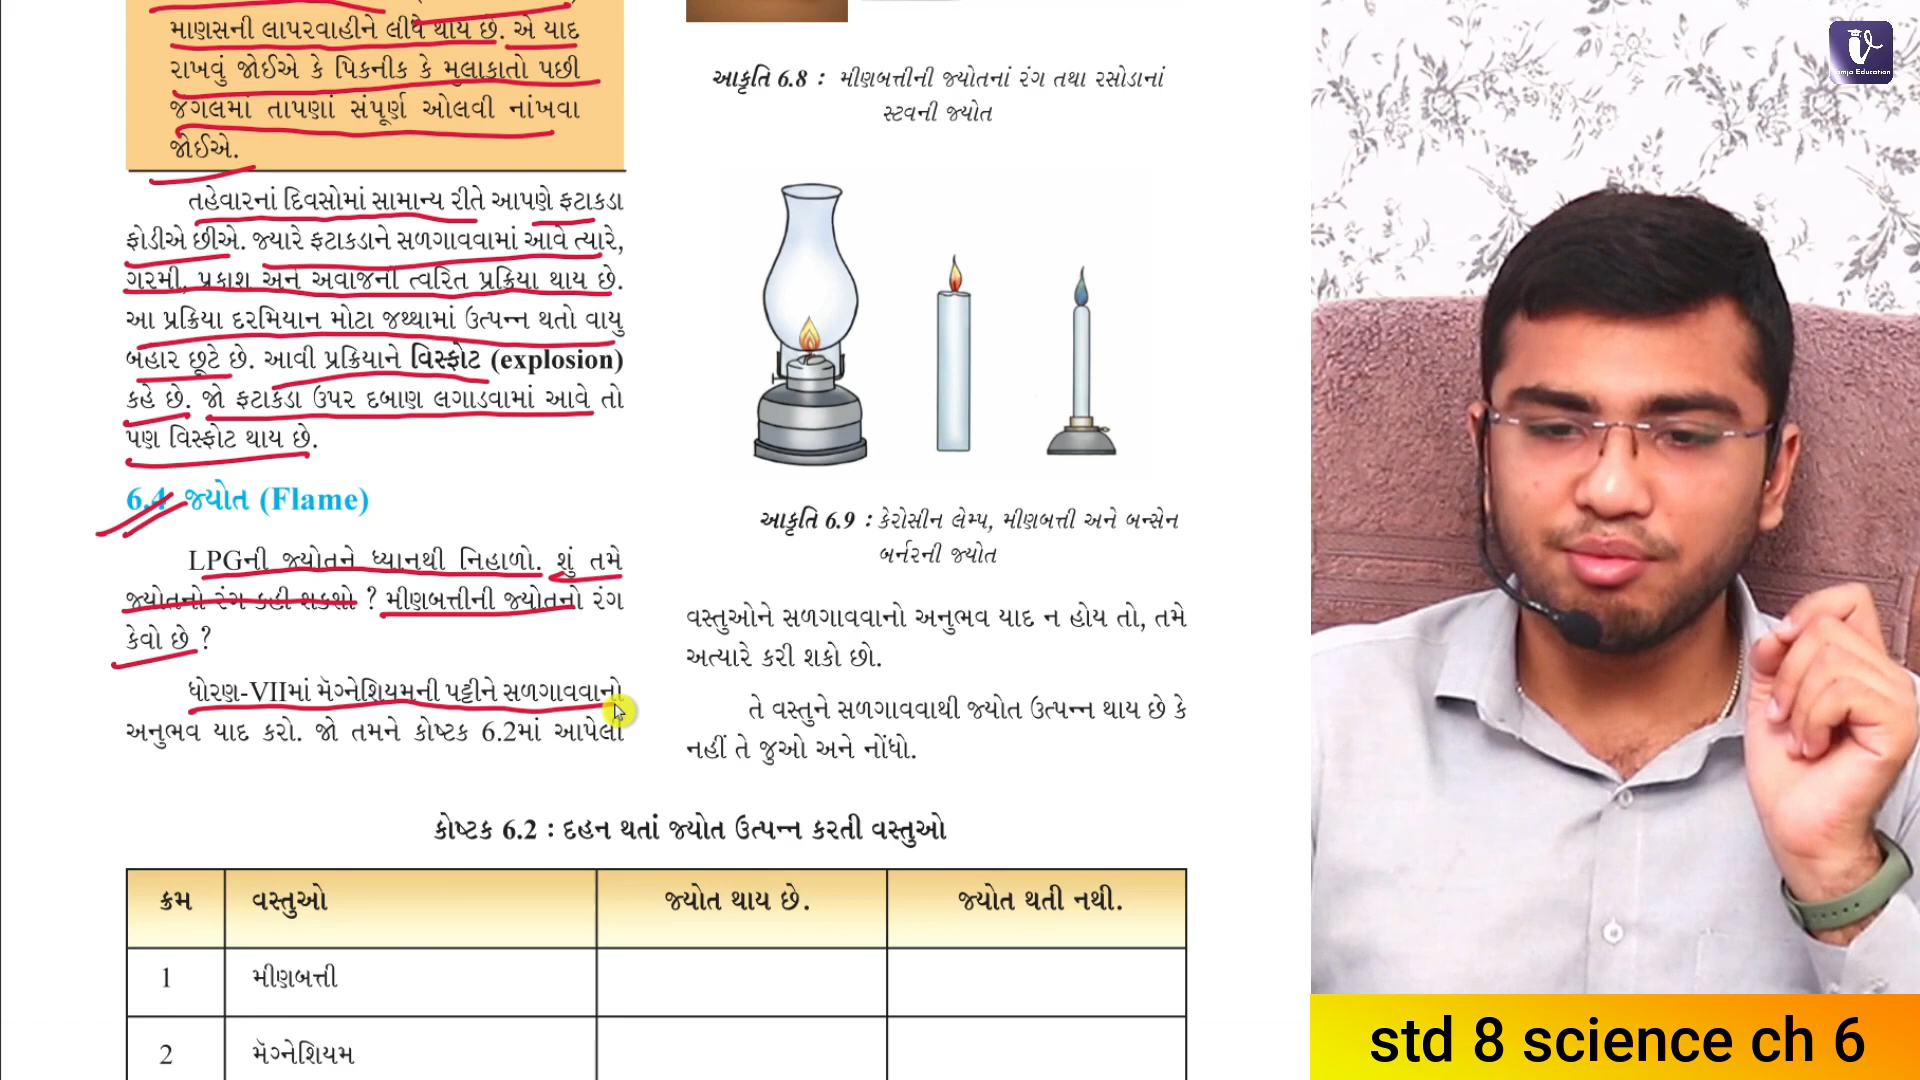 માણસની લાપરવાહીને લીધે થાય છે. એ યાદ
રાખવું જોઈએ કે પિકનીક કે મુલાકાતો પછી
જગલમાં તાપણાં સંપૂર્ણ ઓલવી નાંખવા
જોઈએ.
તહેવારનાં દિવસોમાં સામાન્ય રીતે આપણે ફટાકડા
ફોડીએ છીએ. જ્યારે ફટાકડાને સળગાવવામાં આવે ત્યારે,
ગરમી, પ્રકાશ અને અવાજની ત્વરિત પ્રક્રિયા થાય છે.
આ પ્રક્રિયા દરમિયાન મોટા જથ્થામાં ઉત્પન્ન થતો વાયુ
બહાર છૂટે છે. આવી પ્રક્રિયાને વિસ્ફોટ (explosion)
કહે છે. જો ફટાકડા ઉપર દબાણ લગાડવામાં આવે તો
પણ વિસ્ફોટ થાય છે.
6.4 જ્યોત (Flame)
LPGની જ્યોતને ધ્યાનથી નિહાળો. શું તમે
જ્યોતનો રંગ કહી શકશો ? મીણબત્તીની જ્યોતનો રંગ
કેવો છે ?
ધોરણ-VIIમાં મૅગ્નેશિયમની પટ્ટીને સળગાવવાનો
અનુભવ યાદ કરો. જો તમને કોષ્ટક 6.2માં આપેલી
આકૃતિ 6.8 : મીણબત્તીની જ્યોતનાં રંગ તથા રસોડાનાં
સ્ટવની જ્યોત
આકૃતિ 6.9 : કેરોસીન લેમ્પ, મીણબત્તી અને બન્સેન
બર્નરની જ્યોત
વસ્તુઓને સળગાવવાનો અનુભવ યાદ ન હોય તો, તમે
અત્યારે કરી શકો છો.
તે વસ્તુને સળગાવવાથી જ્યોત ઉત્પન્ન થાય છે કે
નહીં તે જુઓ અને નોંધો.
કોષ્ટક 6.2 : દહન થતાં જ્યોત ઉત્પન્ન કરતી વસ્તુઓ
ક્રમ વસ્તુઓ જ્યોત થાય છે. જ્યોત થતી નથી.
1 મીણબત્તી
2 મૅગ્નેશિયમ
Education
std 8 science ch 6